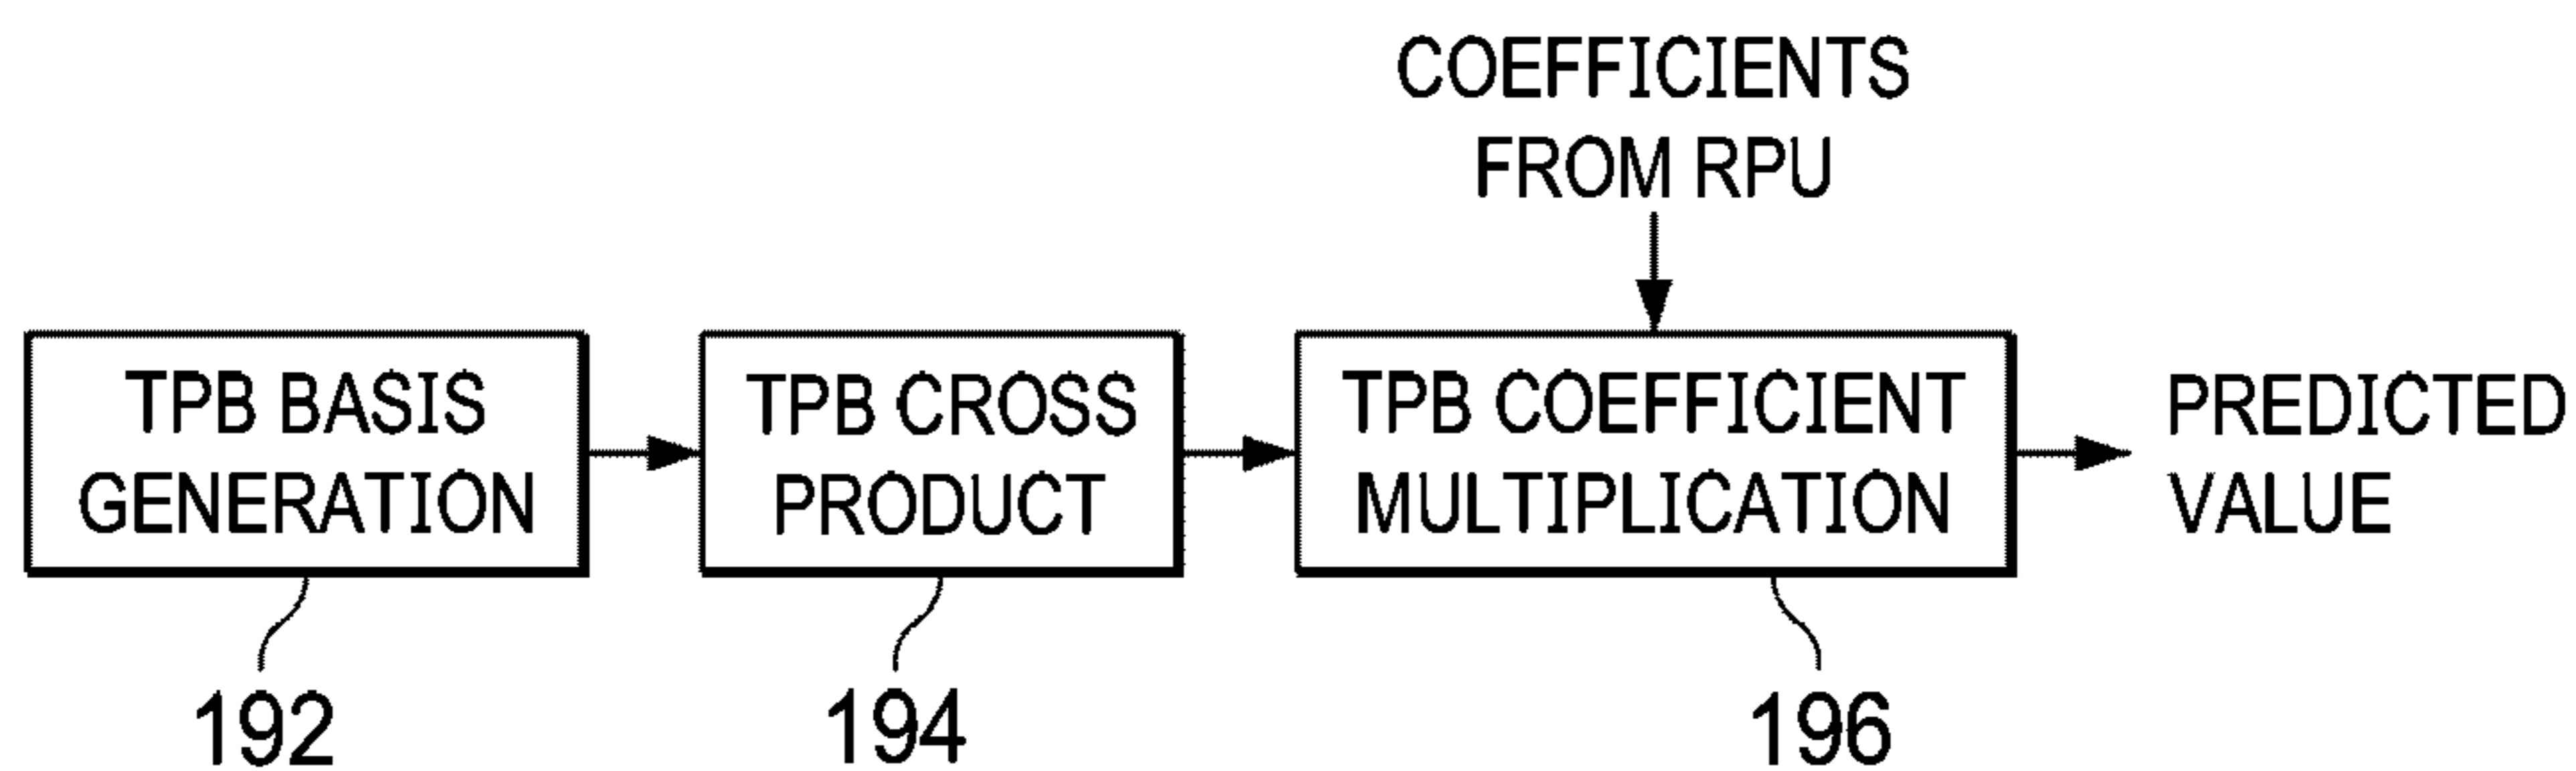 COEFFICIENTS
FROM RPU
TPB BASIS
GENERATION
TPB CROSS
PRODUCT
TPB COEFFICIENT
MULTIPLICATION
PREDICTED
VALUE
192
194
196